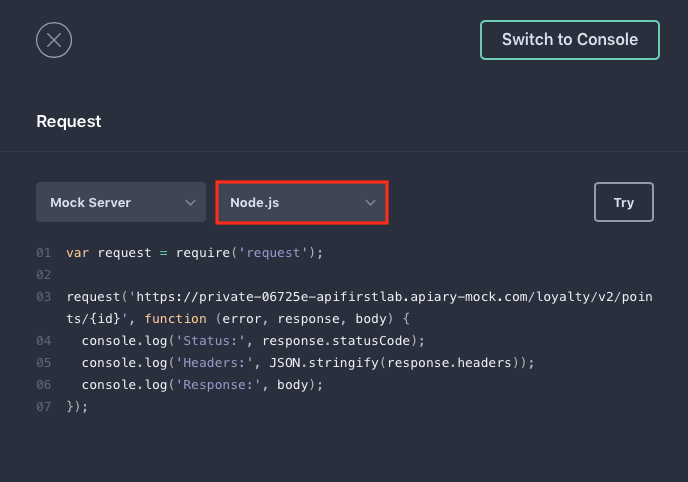 Switch to Console
Request
Mock Server
Node.js
Try
01 var request = require('request');
02
03 request('https://private-06725e-apifirstlab.apiary-mock.com/loyalty/v2/poin
ts/{id}', function (error, response, body) {
04   console.log('Status:', response.statusCode);
05   console.log('Headers:', JSON.stringify(response.headers));
06   console.log('Response:', body);
07 });